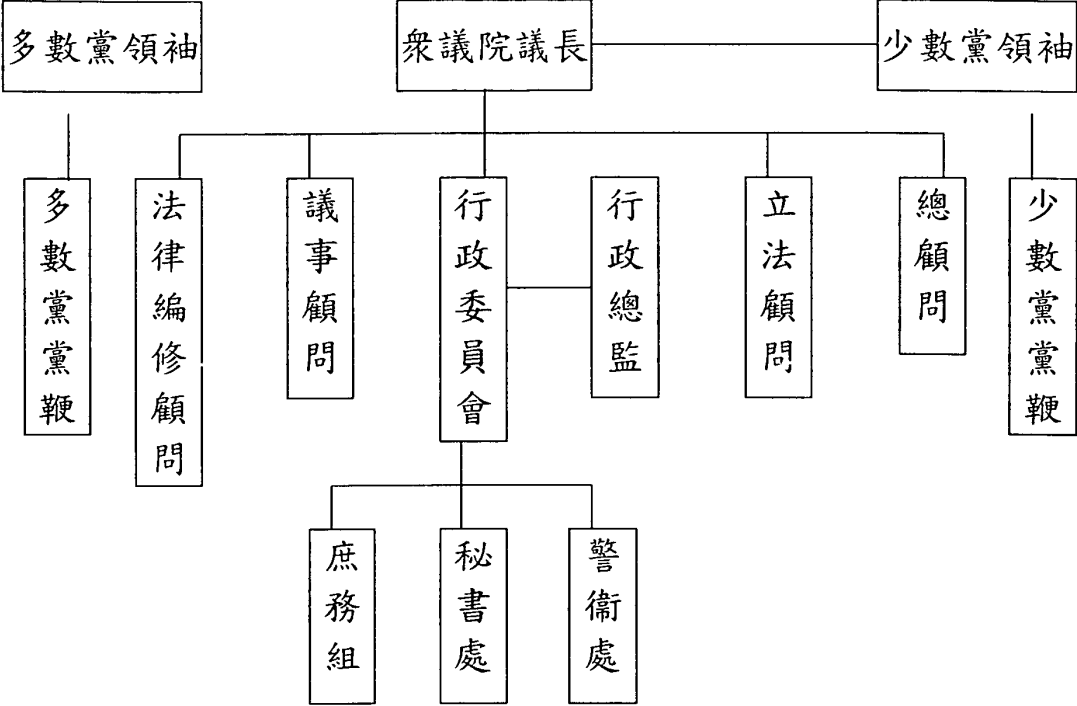 多數黨領袖
眾議院議長
少數黨領袖
多數黨黨鞭
法律編修顧問
議事顧問
行政委員會
行政總監
立法顧問
總顧問
少數黨黨鞭
庶務組
秘書處
警衛處